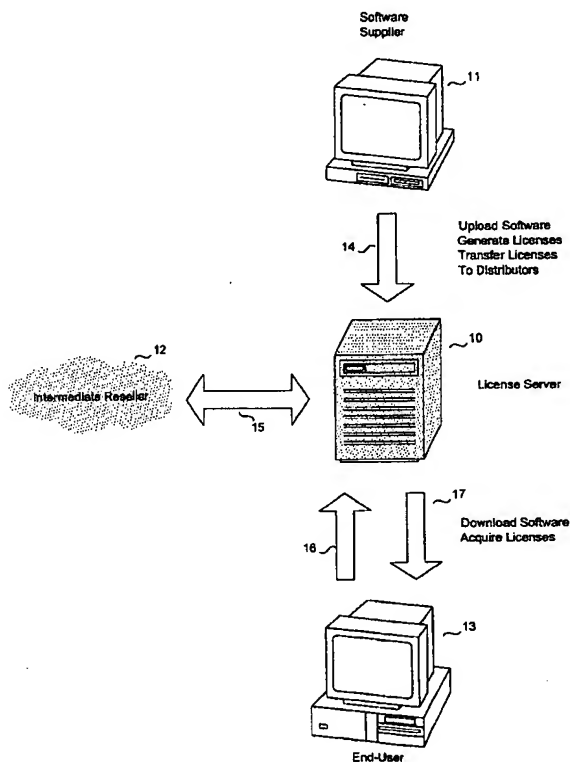 Software
Supplier
11
14
Upload Software
Generate Licenses
Transfer Licenses
To Distributors
12
10
Intermediate Reseller
License Server
15
17
16
Download Software
Acquire Licenses
13
End-User